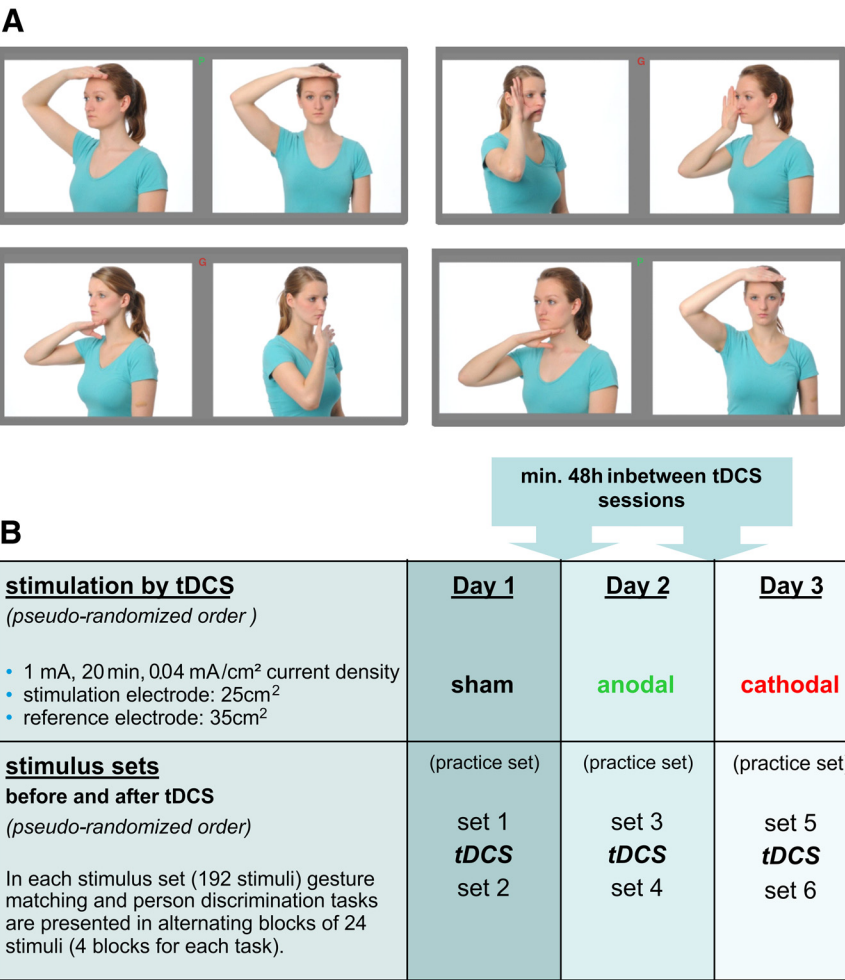 A
P
G
G
P
min. 48h inbetween tDCS
sessions
B
stimulation by tDCS
(pseudo-randomized order )
• 1 mA, 20 min, 0.04 mA/cm² current density
• stimulation electrode: 25cm²
• reference electrode: 35cm²
Day 1
Day 2
Day 3
sham
anodal
cathodal
stimulus sets
before and after tDCS
(pseudo-randomized order)
In each stimulus set (192 stimuli) gesture
matching and person discrimination tasks
are presented in alternating blocks of 24
stimuli (4 blocks for each task).
(practice set)
(practice set)
(practice set
set 1
set 3
set 5
tDCS
tDCS
tDCS
set 2
set 4
set 6